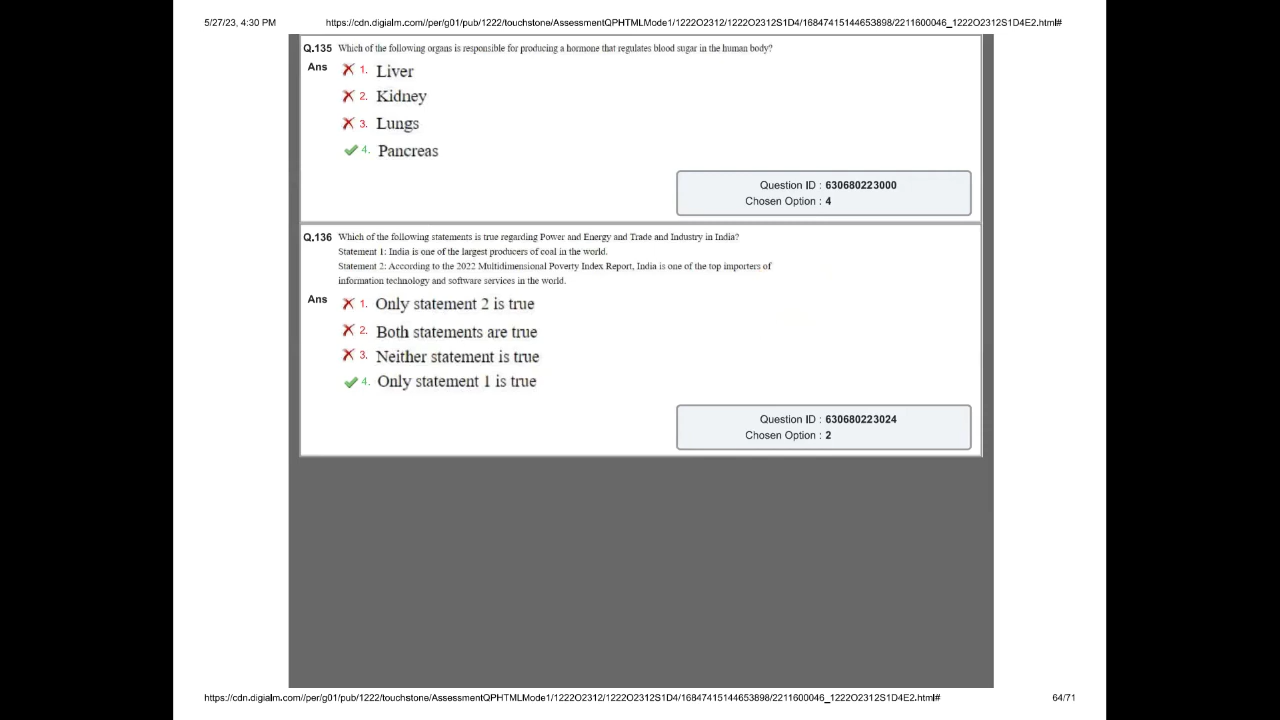 5/27/23, 4:30 PM https://cdn.digialm.com//per/g01/pub/1222/touchstone/AssessmentQPHTMLMode1/1222O2312/1222O2312S1D4/16847415144653898/2211600046_1222O2312S1D4E2.html#
Q.135 Which of the following organs is responsible for producing a hormone that regulates blood sugar in the human body?
Ans 1. Liver
2. Kidney
3. Lungs
4. Pancreas
Question ID : 630680223000
Chosen Option : 4
Q.136 Which of the following statements is true regarding Power and Energy and Trade and Industry in India?
Statement 1: India is one of the largest producers of coal in the world.
Statement 2: According to the 2022 Multidimensional Poverty Index Report, India is one of the top importers of
information technology and software services in the world.
Ans 1. Only statement 2 is true
2. Both statements are true
3. Neither statement is true
4. Only statement 1 is true
Question ID : 630680223024
Chosen Option : 2
https://cdn.digialm.com//per/g01/pub/1222/touchstone/AssessmentQPHTMLMode1/1222O2312/1222O2312S1D4/16847415144653898/2211600046_1222O2312S1D4E2.html# 64/71